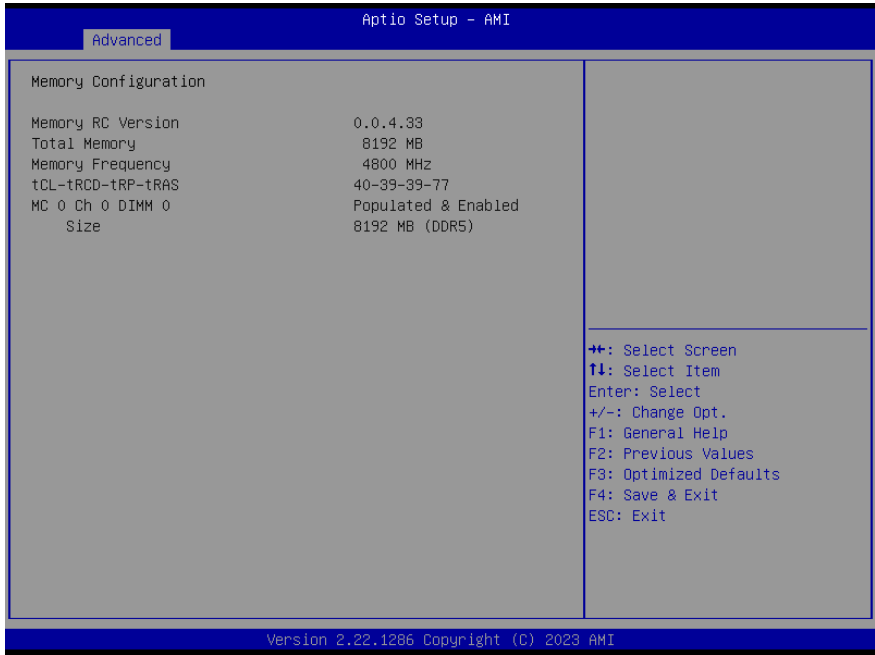 Aptio Setup – AMI
Advanced
Memory Configuration
Memory RC Version 0.0.4.33
Total Memory 8192 MB
Memory Frequency 4800 MHz
tCL-tRCD-tRP-tRAS 40-39-39-77
MC 0 Ch 0 DIMM 0 Populated & Enabled
Size 8192 MB (DDR5)
→←: Select Screen
↑↓: Select Item
Enter: Select
+/-: Change Opt.
F1: General Help
F2: Previous Values
F3: Optimized Defaults
F4: Save & Exit
ESC: Exit
Version 2.22.1286 Copyright (C) 2023 AMI